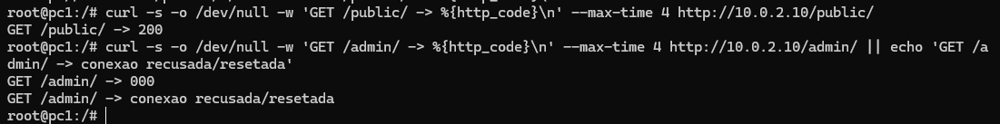 root@pc1:/# curl -s -o /dev/null -w 'GET /public/ -> %{http_code}\n' --max-time 4 http://10.0.2.10/public/
GET /public/ -> 200
root@pc1:/# curl -s -o /dev/null -w 'GET /admin/ -> %{http_code}\n' --max-time 4 http://10.0.2.10/admin/ || echo 'GET /a
dmin/ -> conexao recusada/resetada'
GET /admin/ -> 000
GET /admin/ -> conexao recusada/resetada
root@pc1:/#